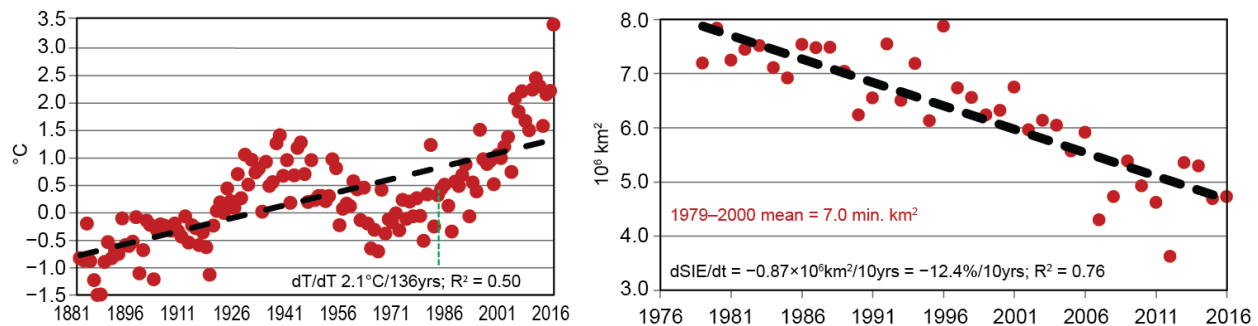 3.5
3.0
2.5
2.0
1.5
1.0
0.5
0.0
−0.5
−1.0
−1.5
°C
dT/dT 2.1°C/136yrs; R² = 0.50
1881 1896 1911 1926 1941 1956 1971 1986 2001 2016
8.0
7.0
6.0
5.0
4.0
3.0
10⁶ km²
1979–2000 mean = 7.0 min. km²
dSIE/dt = −0.87×10⁶km²/10yrs = −12.4%/10yrs; R² = 0.76
1976 1981 1986 1991 1996 2001 2006 2011 2016